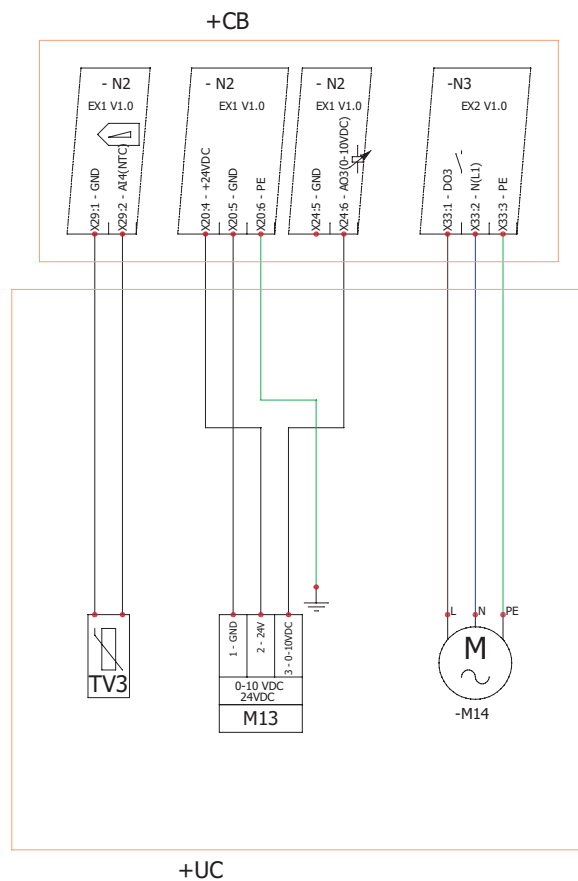 +CB
- N2
EX1 V1.0
X29:1 - GND
X29:2 - AI4(NTC)
- N2
EX1 V1.0
X20:4 - +24VDC
X20:5 - GND
X20:6 - PE
- N2
EX1 V1.0
X24:5 - GND
X24:6 - AO3(0-10VDC)
-N3
EX2 V1.0
X33:1 - DO3
X33:2 - N(L1)
X33:3 - PE
TV3
1 - GND
2 - 24V
3 - 0-10VDC
0-10 VDC
24VDC
M13
L
N
PE
M
-M14
+UC